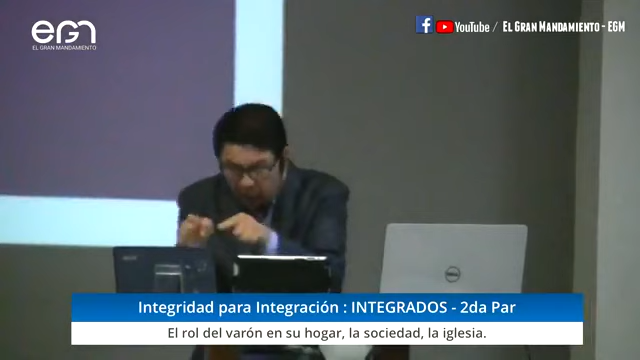 EGM
EL GRAN MANDAMIENTO
YouTube / EL GRAN MANDAMIENTO - EGM
DELL
Integridad para Integración : INTEGRADOS - 2da Par
El rol del varón en su hogar, la sociedad, la iglesia.